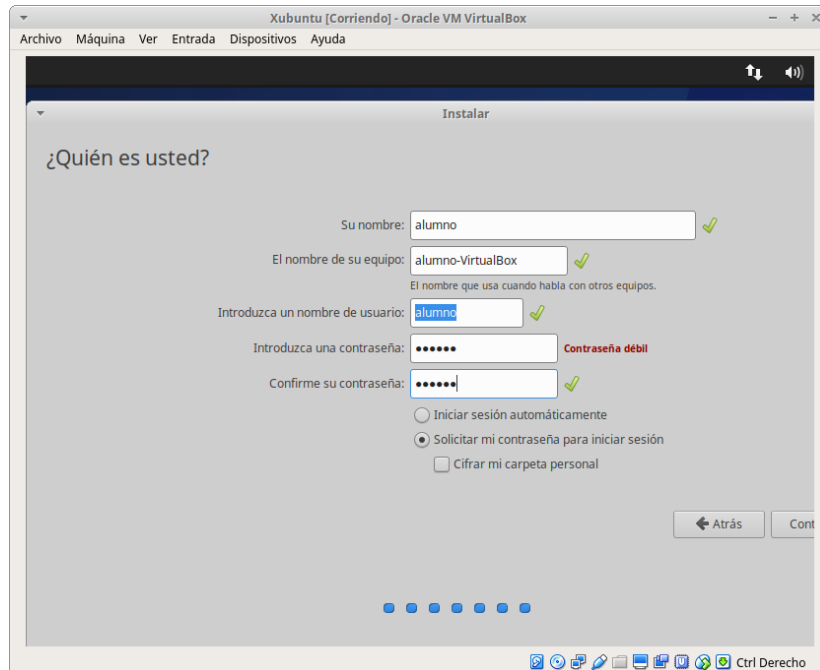 Xubuntu [Corriendo] - Oracle VM VirtualBox
Archivo Máquina Ver Entrada Dispositivos Ayuda
Instalar
¿Quién es usted?
Su nombre: alumno
El nombre de su equipo: alumno-VirtualBox
El nombre que usa cuando habla con otros equipos.
Introduzca un nombre de usuario: alumno
Introduzca una contraseña: •••••• Contraseña débil
Confirme su contraseña: ••••••
Iniciar sesión automáticamente
Solicitar mi contraseña para iniciar sesión
Cifrar mi carpeta personal
Atrás Cont
Ctrl Derecho